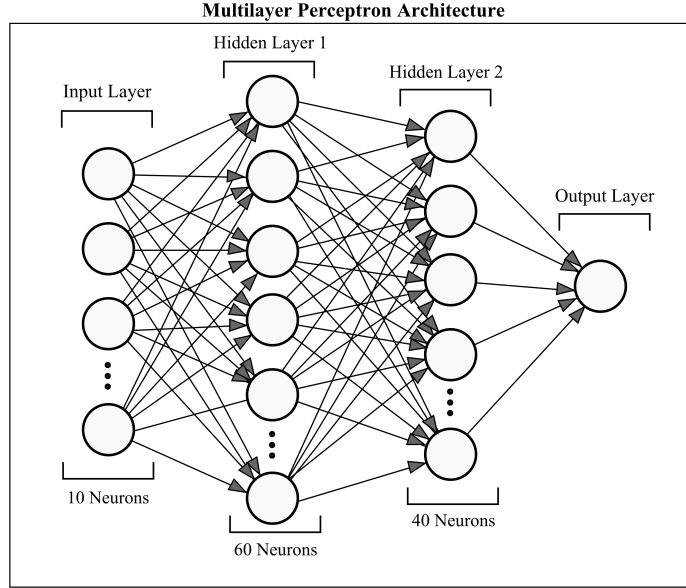 Multilayer Perceptron Architecture
Hidden Layer 1
Hidden Layer 2
Input Layer
Output Layer
10 Neurons
40 Neurons
60 Neurons